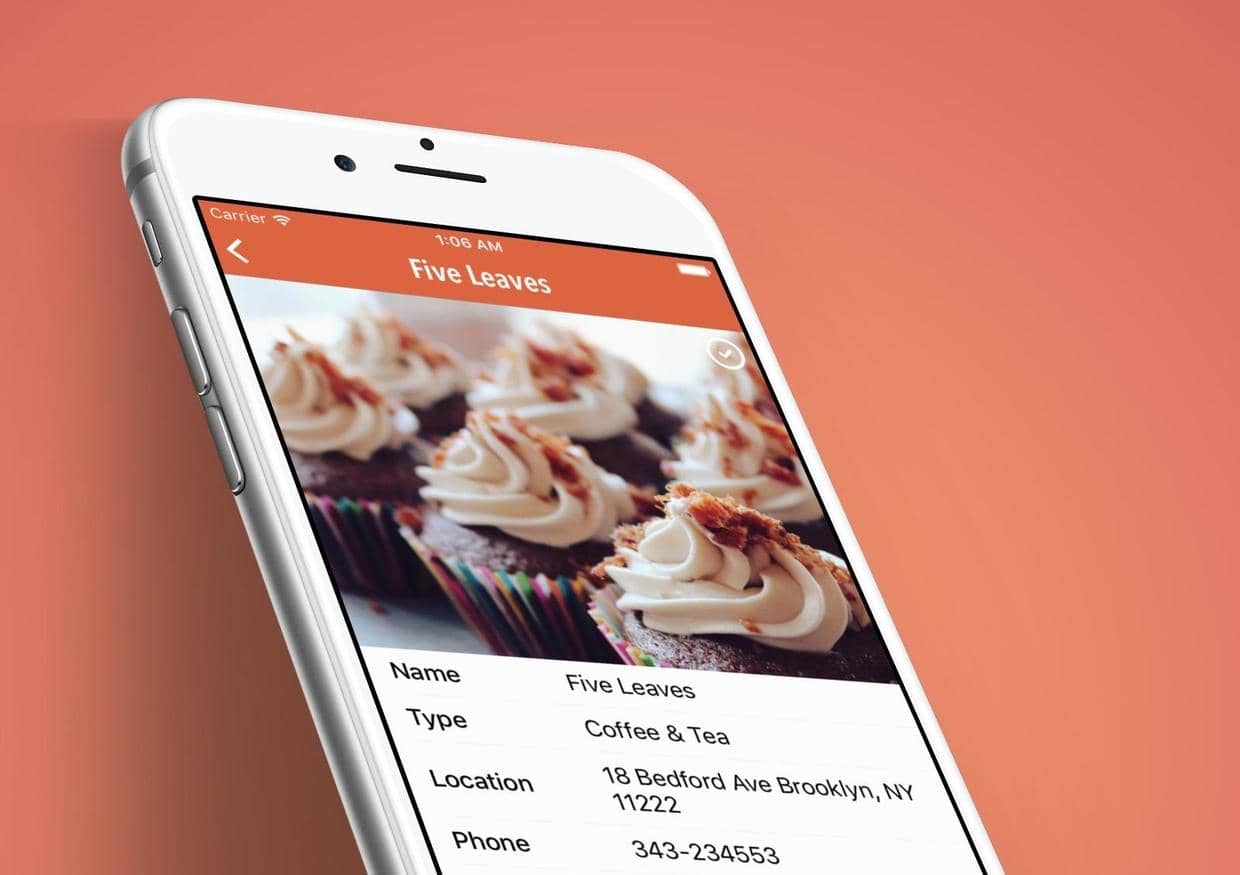 Carrier
1:06 AM
Five Leaves
Name Five Leaves
Type Coffee & Tea
Location 18 Bedford Ave Brooklyn, NY
11222
Phone 343-234553